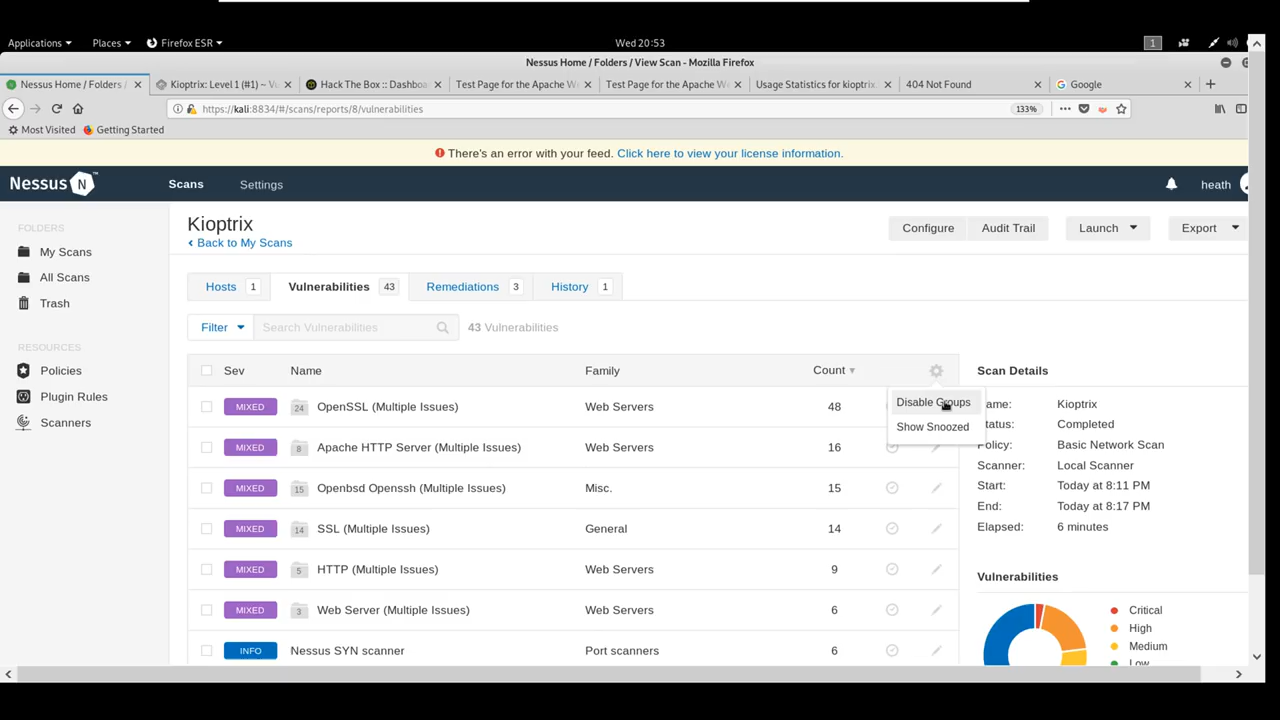 Applications Places Firefox ESR Wed 20:53 1
Nessus Home / Folders / View Scan - Mozilla Firefox
Nessus Home / Folders / Kioptrix: Level 1 (#1) ~ Vu Hack The Box :: Dashboa Test Page for the Apache W Test Page for the Apache W Usage Statistics for kioptrix. 404 Not Found Google
https://kali:8834/#/scans/reports/8/vulnerabilities 133%
Most Visited Getting Started
There's an error with your feed. Click here to view your license information.
Nessus N ™ Scans Settings heath
FOLDERS
My Scans
All Scans
Trash
RESOURCES
Policies
Plugin Rules
Scanners
Kioptrix
Back to My Scans
Configure Audit Trail Launch Export
Hosts 1 Vulnerabilities 43 Remediations 3 History 1
Filter Search Vulnerabilities 43 Vulnerabilities
Sev Name Family Count
MIXED 24 OpenSSL (Multiple Issues) Web Servers 48
MIXED 8 Apache HTTP Server (Multiple Issues) Web Servers 16
MIXED 15 Openbsd Openssh (Multiple Issues) Misc. 15
MIXED 14 SSL (Multiple Issues) General 14
MIXED 5 HTTP (Multiple Issues) Web Servers 9
MIXED 3 Web Server (Multiple Issues) Web Servers 6
INFO Nessus SYN scanner Port scanners 6
Disable Groups
Show Snoozed
Scan Details
ame: Kioptrix
tatus: Completed
Policy: Basic Network Scan
Scanner: Local Scanner
Start: Today at 8:11 PM
End: Today at 8:17 PM
Elapsed: 6 minutes
Vulnerabilities
Critical
High
Medium
Low